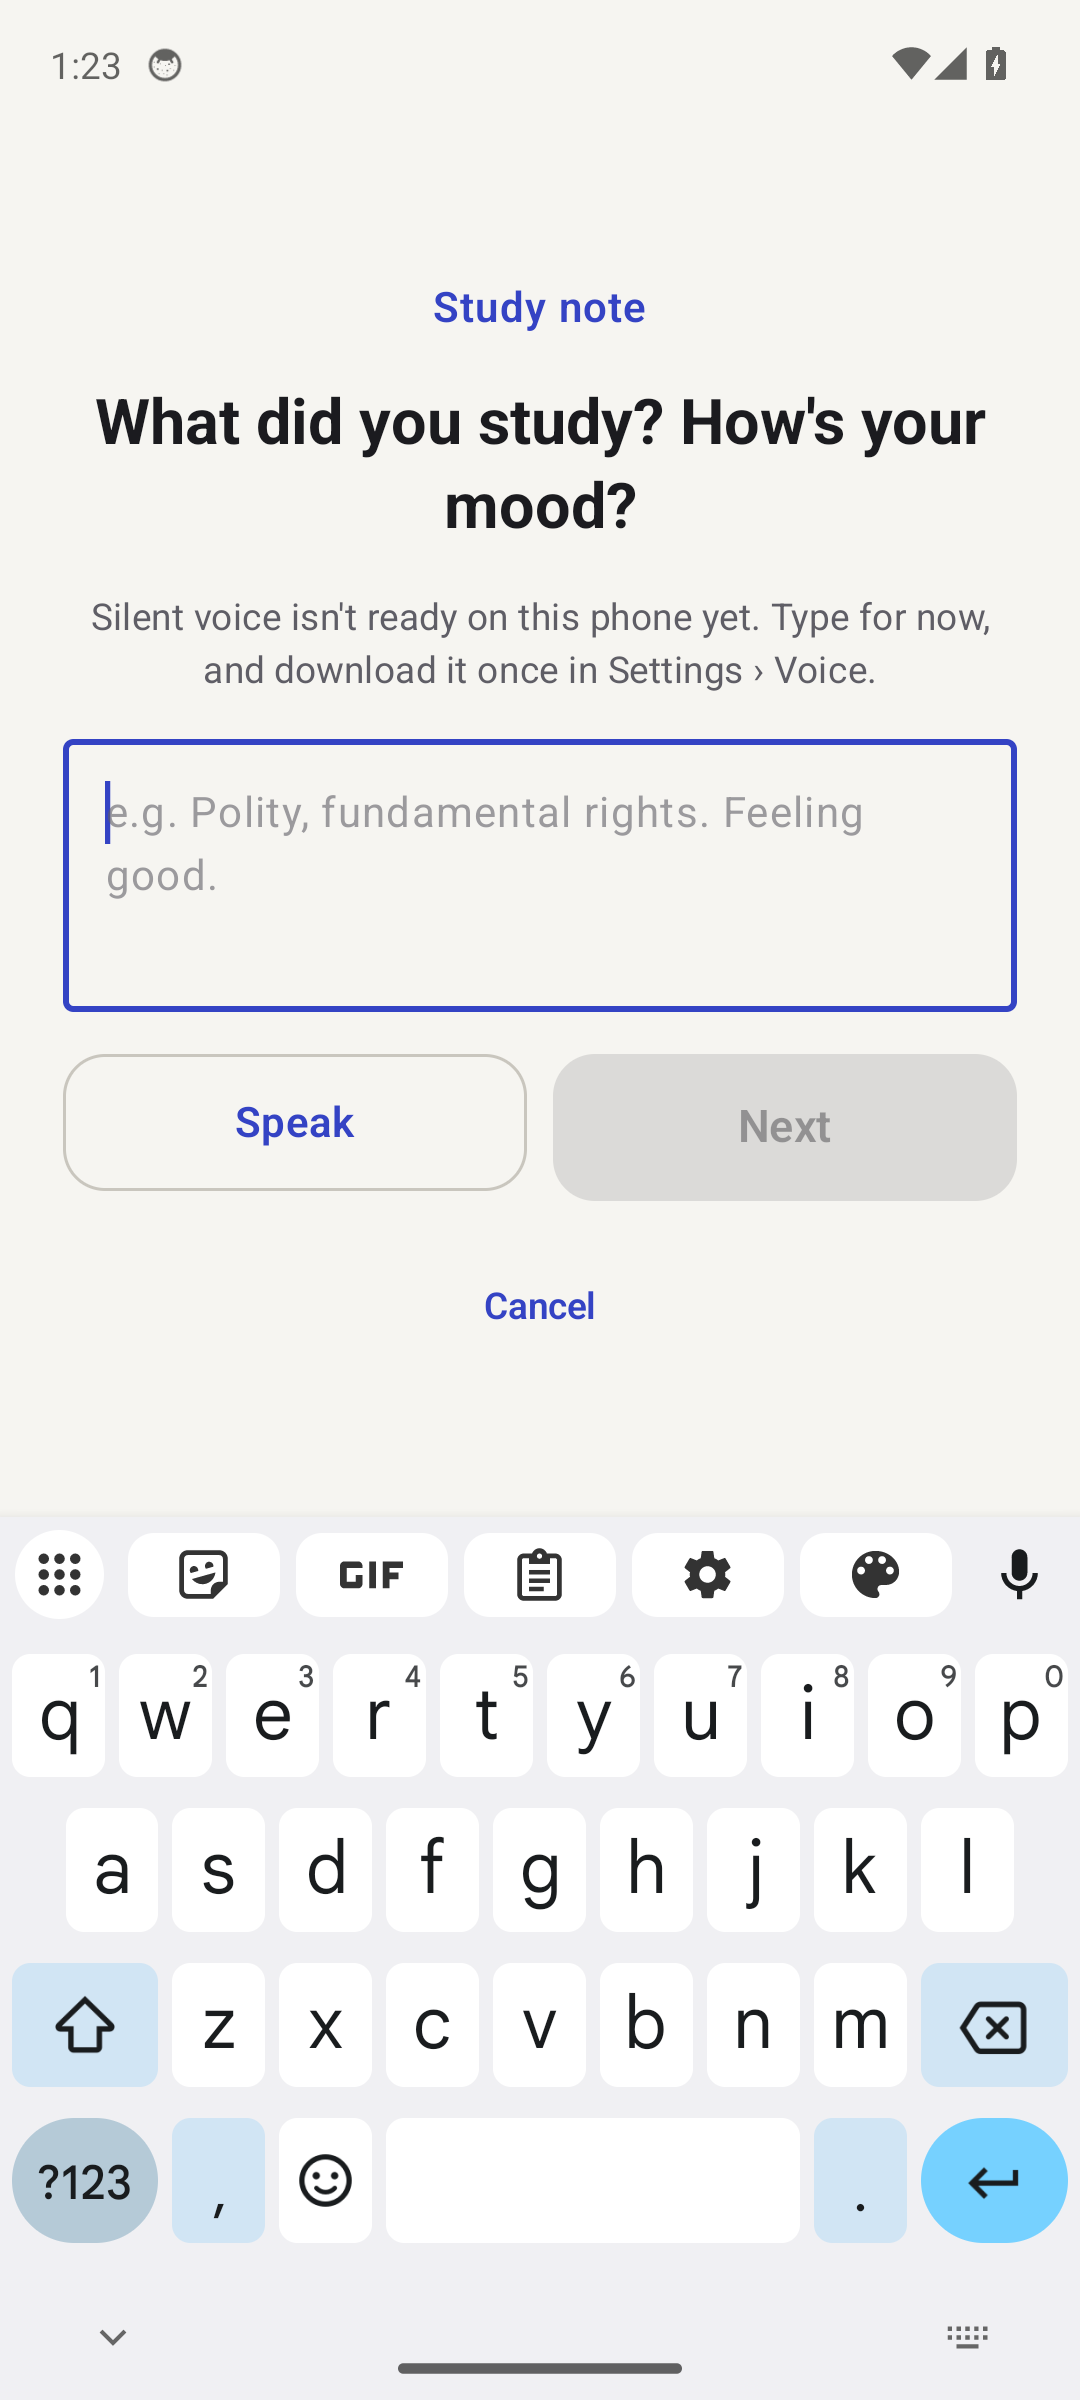 1:23
Study note
What did you study? How's your
mood?
Silent voice isn't ready on this phone yet. Type for now,
and download it once in Settings › Voice.
e.g. Polity, fundamental rights. Feeling
good.
Speak
Next
Cancel
GIF
q 1 w 2 e 3 r 4 t 5 y 6 u 7 i 8 o 9 p 0
a s d f g h j k l
z x c v b n m
?123 , .